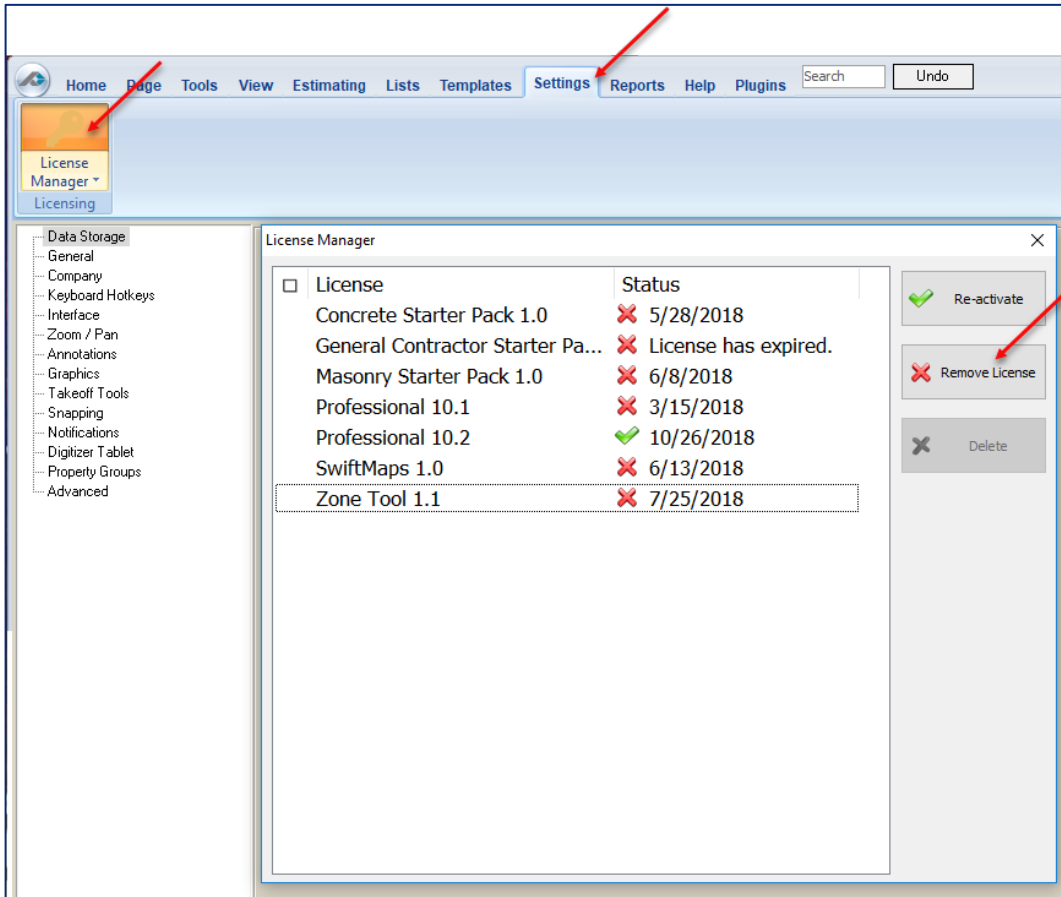 Home Page Tools View Estimating Lists Templates Settings Reports Help Plugins Search Undo
License
Manager
Licensing
Data Storage
General
Company
Keyboard Hotkeys
Interface
Zoom / Pan
Annotations
Graphics
Takeoff Tools
Snapping
Notifications
Digitizer Tablet
Property Groups
Advanced
License Manager
License Status
Concrete Starter Pack 1.0 5/28/2018
General Contractor Starter Pa... License has expired.
Masonry Starter Pack 1.0 6/8/2018
Professional 10.1 3/15/2018
Professional 10.2 10/26/2018
SwiftMaps 1.0 6/13/2018
Zone Tool 1.1 7/25/2018
Re-activate
Remove License
Delete